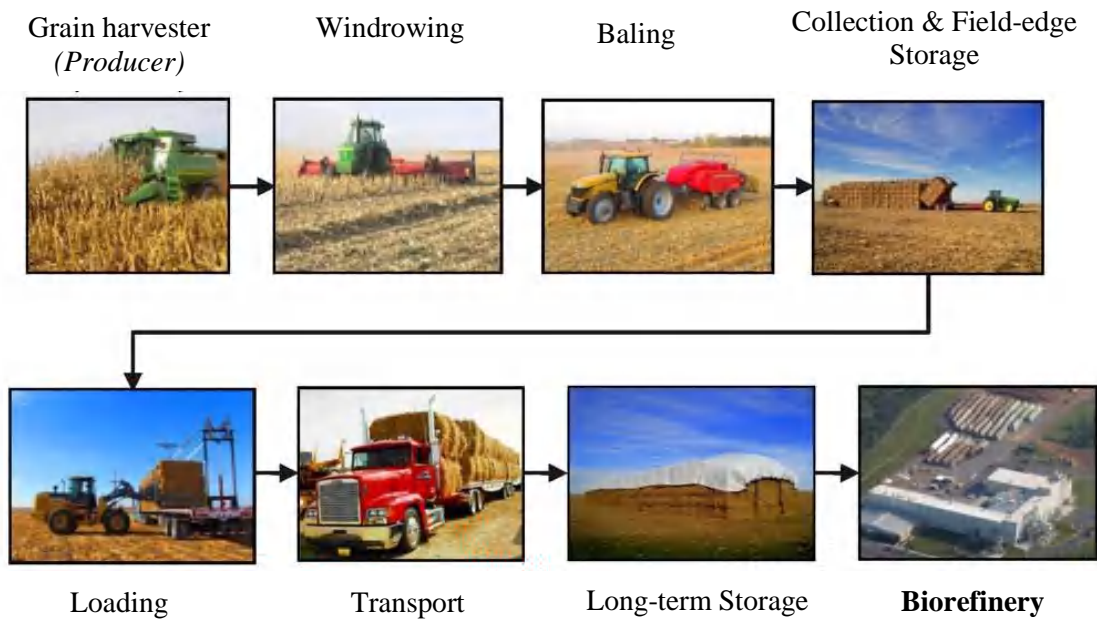 Grain harvester
(Producer)
Windrowing
Baling
Collection & Field-edge
Storage
Loading
Transport
Long-term Storage
Biorefinery